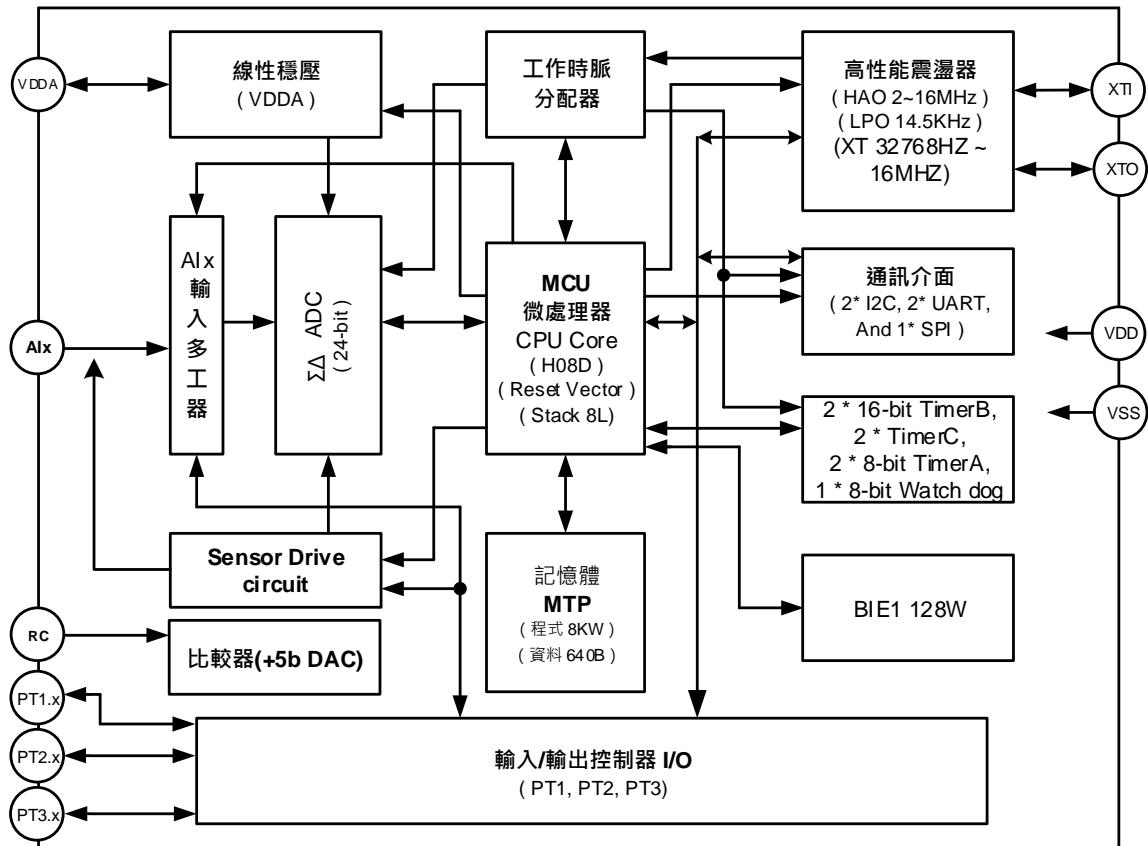 VDDA
線性穩壓
( VDDA )
工作時脈
分配器
高性能震盪器
( HAO 2~16MHz )
( LPO 14.5KHz )
(XT 32768HZ ~
16MHZ)
XTI
XTO
AIx
AIx
輸
入
多
工
器
ΣΔ ADC
( 24-bit )
MCU
微處理器
CPU Core
( H08D )
( Reset Vector )
( Stack 8L)
通訊介面
( 2* I2C, 2* UART,
And 1* SPI )
VDD
VSS
2 * 16-bit TimerB,
2 * TimerC,
2 * 8-bit TimerA,
1 * 8-bit Watch dog
Sensor Drive
circuit
記憶體
MTP
( 程式 8KW )
( 資料 640B )
BIE1 128W
RC
比較器(+5b DAC)
PT1.x
PT2.x
PT3.x
輸入/輸出控制器 I/O
( PT1, PT2, PT3)